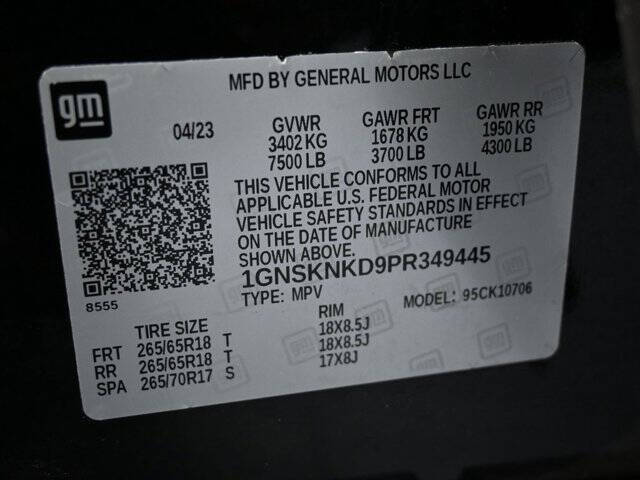 gm
MFD BY GENERAL MOTORS LLC
04/23 GVWR GAWR FRT GAWR RR
3402 KG 1678 KG 1950 KG
7500 LB 3700 LB 4300 LB
THIS VEHICLE CONFORMS TO ALL
APPLICABLE U.S. FEDERAL MOTOR
VEHICLE SAFETY STANDARDS IN EFFECT
ON THE DATE OF MANUFACTURE
SHOWN ABOVE.
1GNSKNKD9PR349445
8555
TYPE: MPV MODEL: 95CK10706
TIRE SIZE RIM
FRT 265/65R18 T 18X8.5J
RR 265/65R18 T 18X8.5J
SPA 265/70R17 S 17X8J